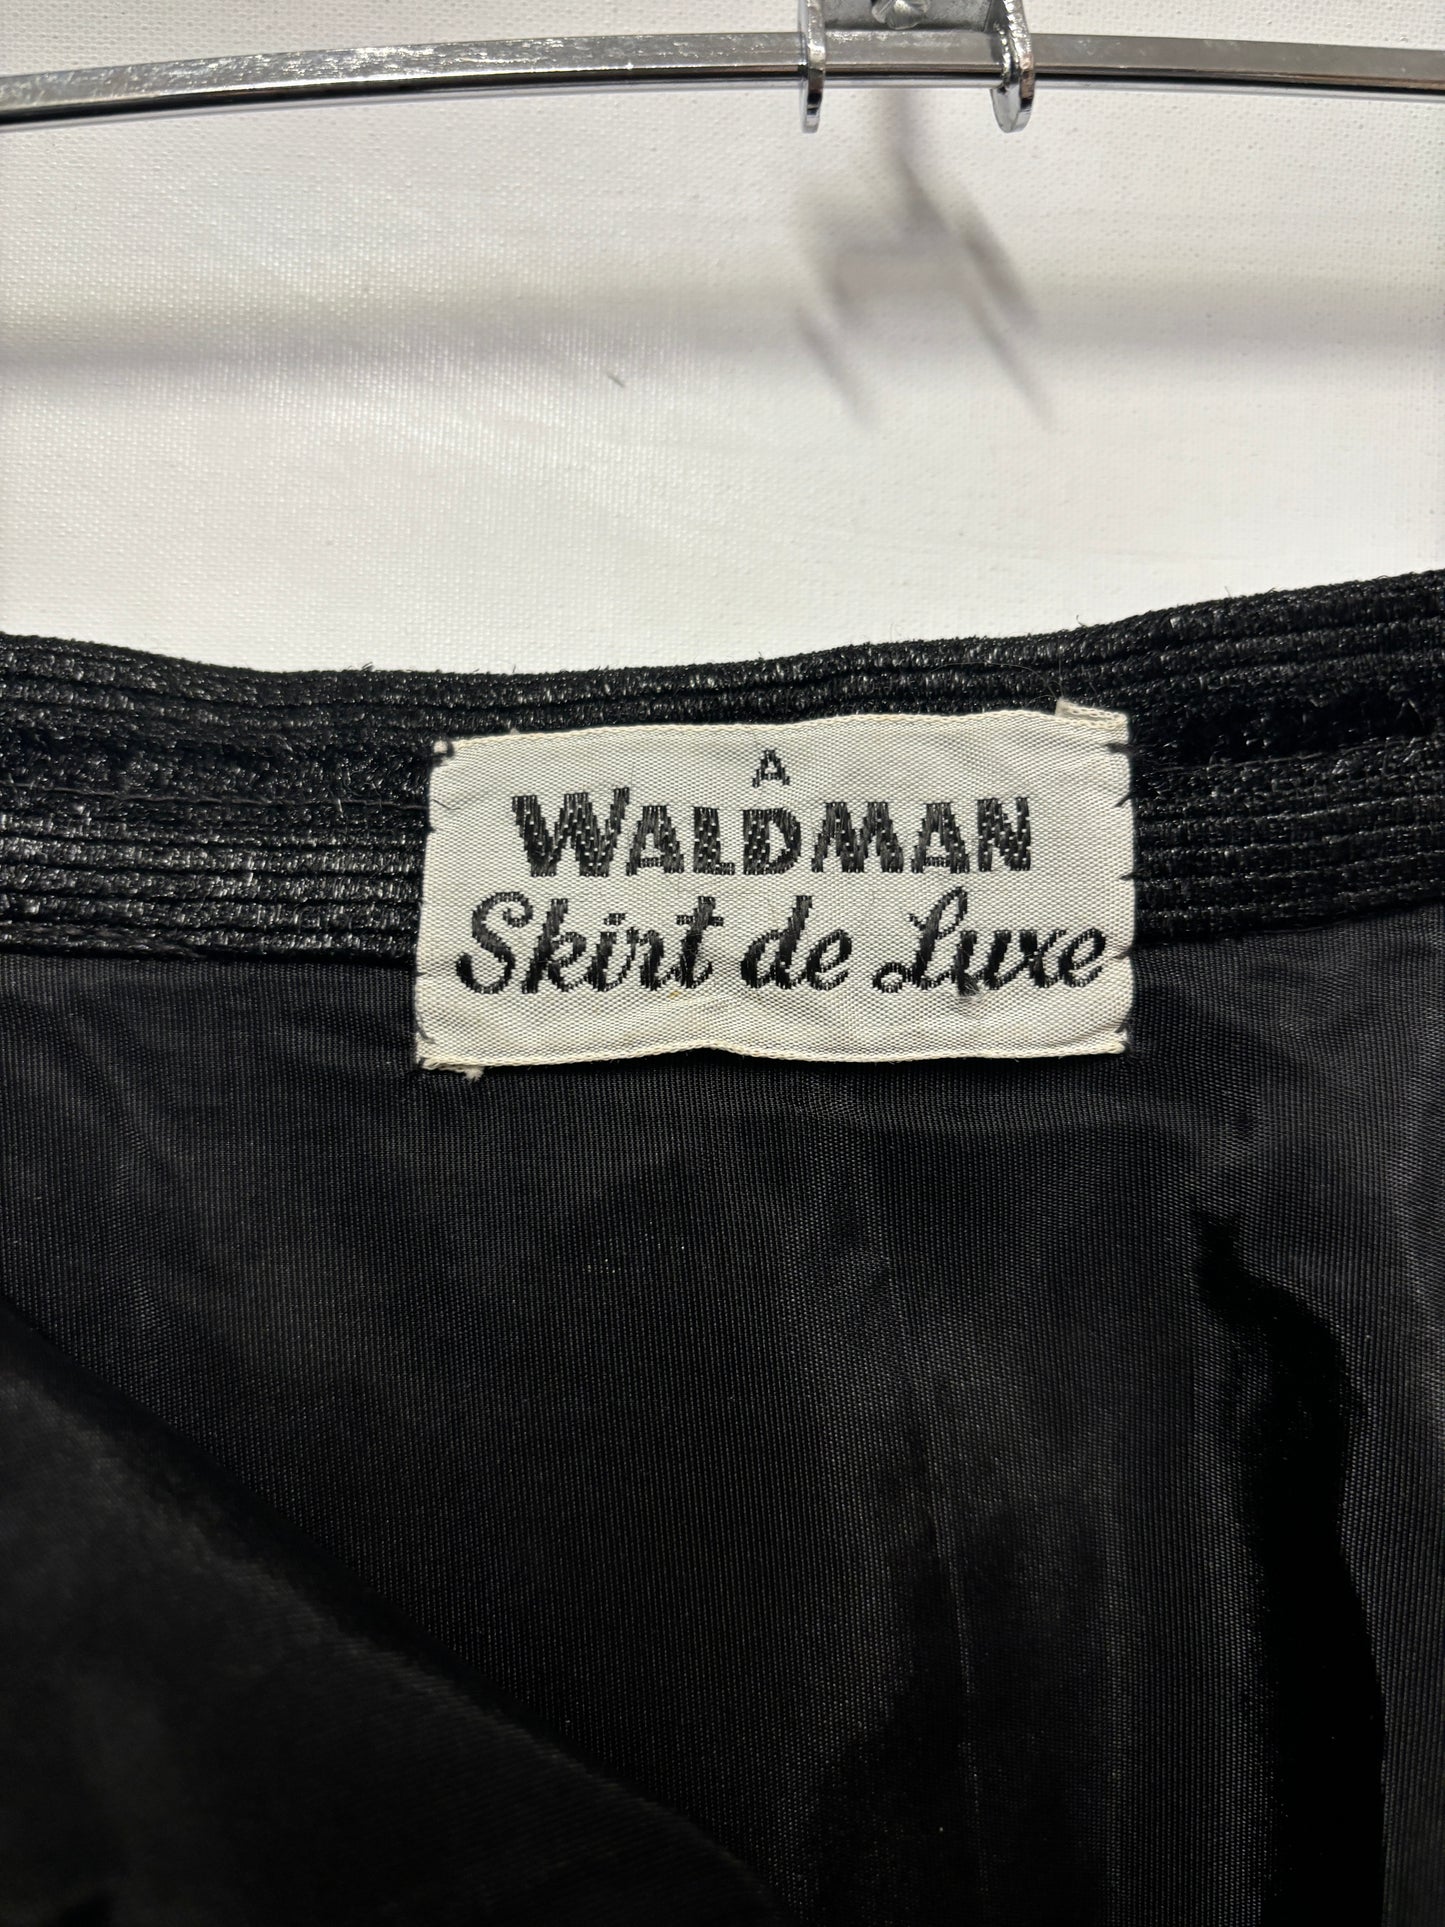 A
WALDMAN
Skirt de Luxe